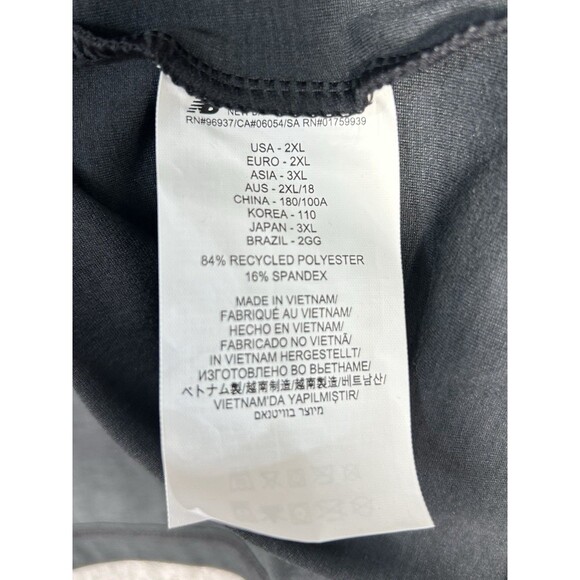 NB NEW
RN#96937/CA#06054/SA RN#01759939
USA - 2XL
EURO - 2XL
ASIA - 3XL
AUS - 2XL/18
CHINA - 180/100A
KOREA - 110
JAPAN - 3XL
BRAZIL - 2GG
84% RECYCLED POLYESTER
16% SPANDEX
MADE IN VIETNAM/
FABRIQUÉ AU VIETNAM/
HECHO EN VIETNAM/
FABRICADO NO VIETNÃ/
IN VIETNAM HERGESTELLT/
ИЗГОТОВЛЕНО ВО ВЬЕТНАМЕ/
ベトナム製/越南制造/越南製造/베트남산/
VIETNAM'DA YAPILMIŞTIR/
מיוצר בוויטנאם